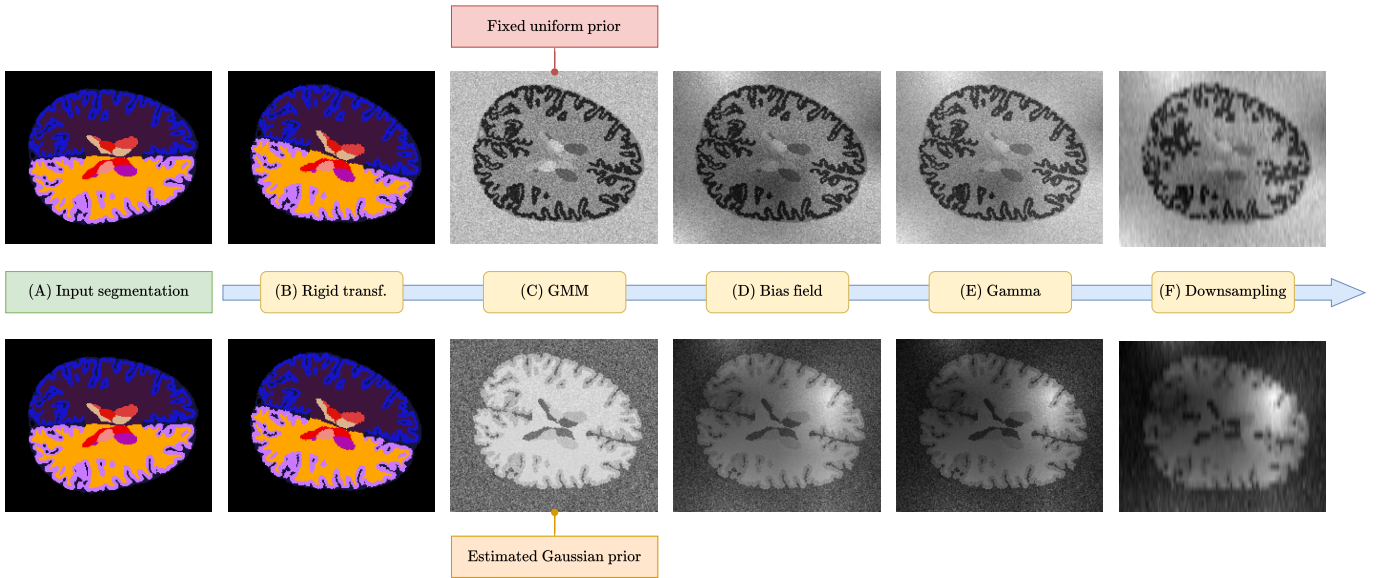 Fixed uniform prior
(A) Input segmentation
(B) Rigid transf.
(C) GMM
(D) Bias field
(E) Gamma
(F) Downsampling
Estimated Gaussian prior